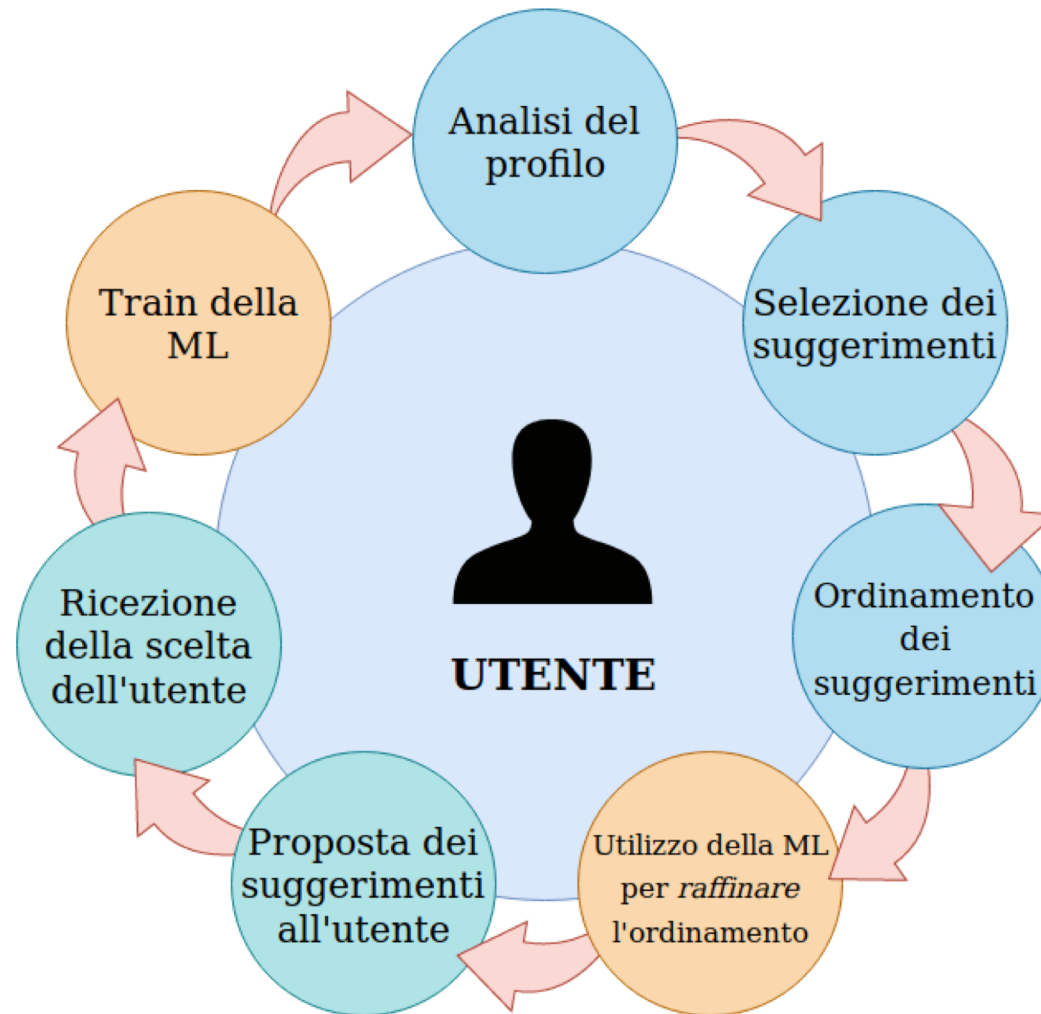 Analisi del
profilo
Selezione dei
suggerimenti
Ordinamento
dei
suggerimenti
Utilizzo della ML
per raffinare
l'ordinamento
Proposta dei
suggerimenti
all'utente
Ricezione
della scelta
dell'utente
Train della
ML
UTENTE